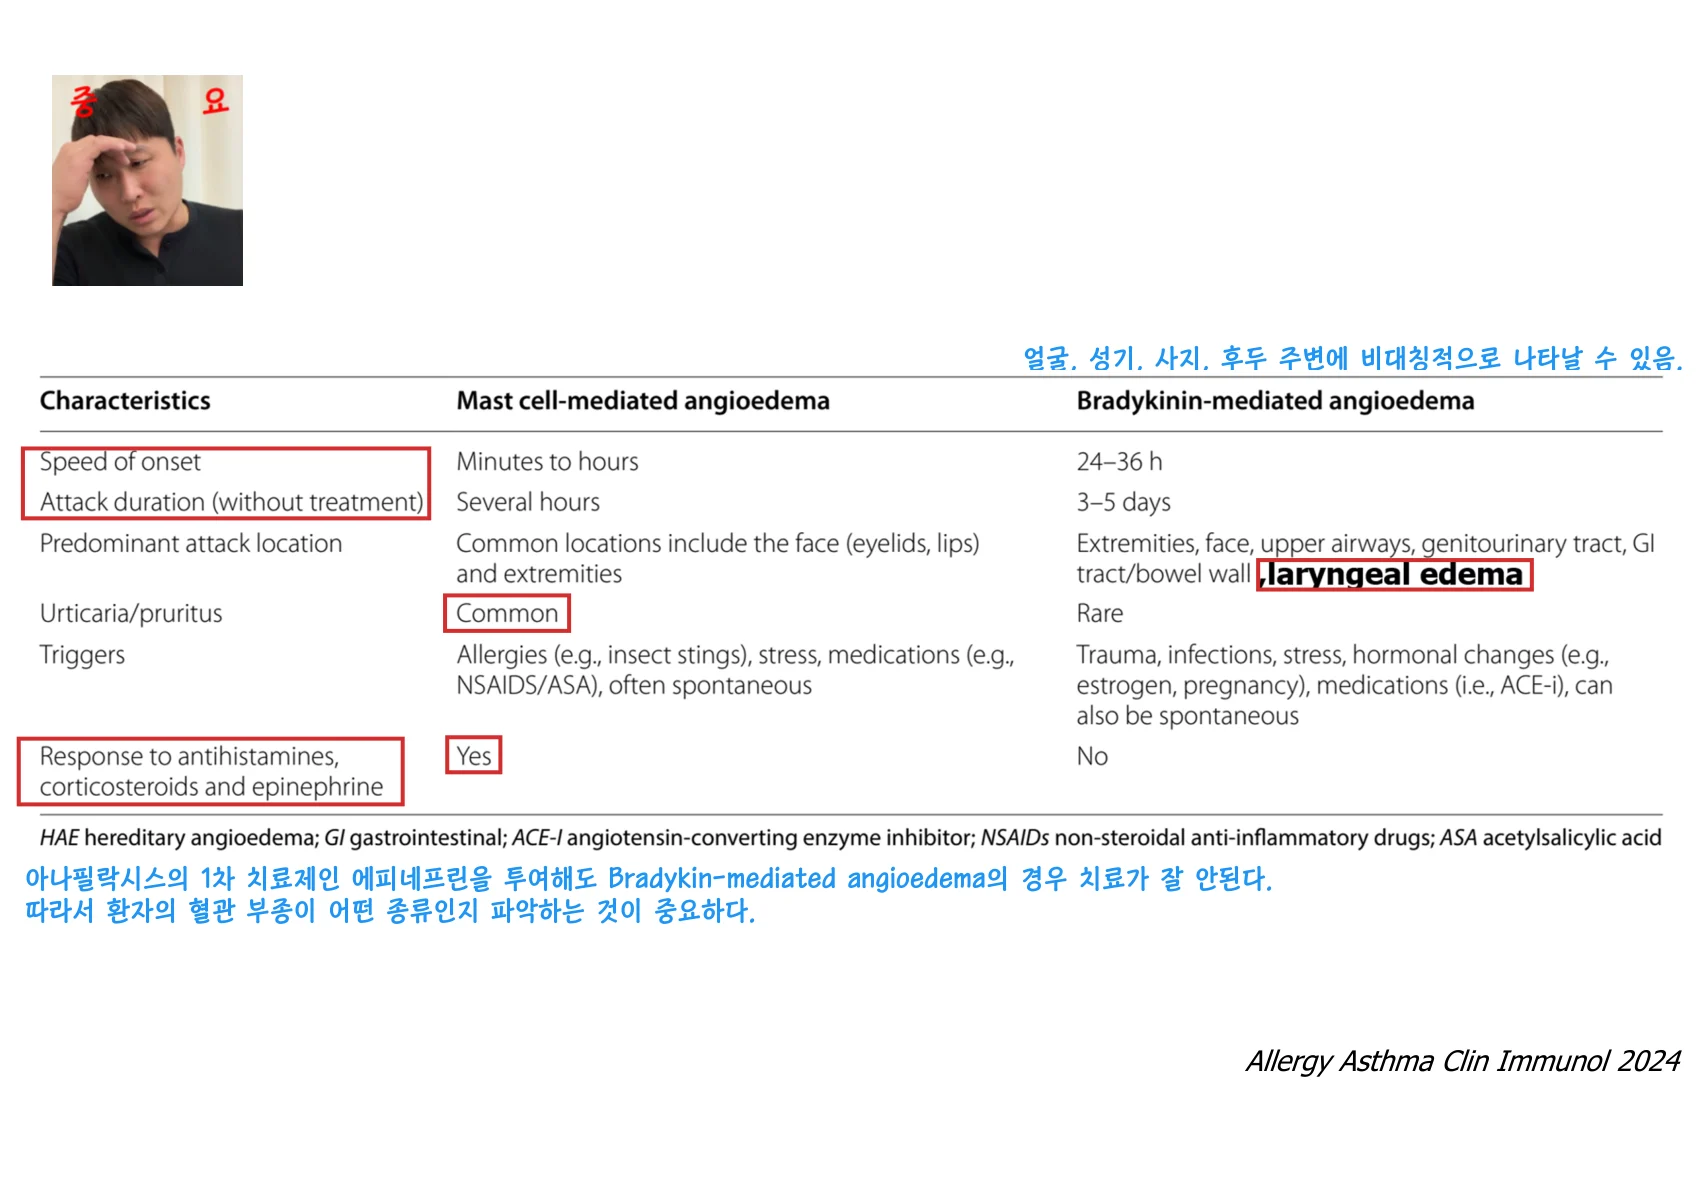 중 요
얼굴, 성기, 사지, 후두 주변에 비대칭적으로 나타날 수 있음.
Characteristics Mast cell-mediated angioedema Bradykinin-mediated angioedema
Speed of onset Minutes to hours 24–36 h
Attack duration (without treatment) Several hours 3–5 days
Predominant attack location Common locations include the face (eyelids, lips) Extremities, face, upper airways, genitourinary tract, GI
and extremities tract/bowel wall ,laryngeal edema
Urticaria/pruritus Common Rare
Triggers Allergies (e.g., insect stings), stress, medications (e.g., Trauma, infections, stress, hormonal changes (e.g.,
NSAIDS/ASA), often spontaneous estrogen, pregnancy), medications (i.e., ACE-i), can
also be spontaneous
Response to antihistamines, Yes No
corticosteroids and epinephrine
HAE hereditary angioedema; GI gastrointestinal; ACE-I angiotensin-converting enzyme inhibitor; NSAIDs non-steroidal anti-inflammatory drugs; ASA acetylsalicylic acid
아나필락시스의 1차 치료제인 에피네프린을 투여해도 Bradykin-mediated angioedema의 경우 치료가 잘 안된다.
따라서 환자의 혈관 부종이 어떤 종류인지 파악하는 것이 중요하다.
Allergy Asthma Clin Immunol 2024